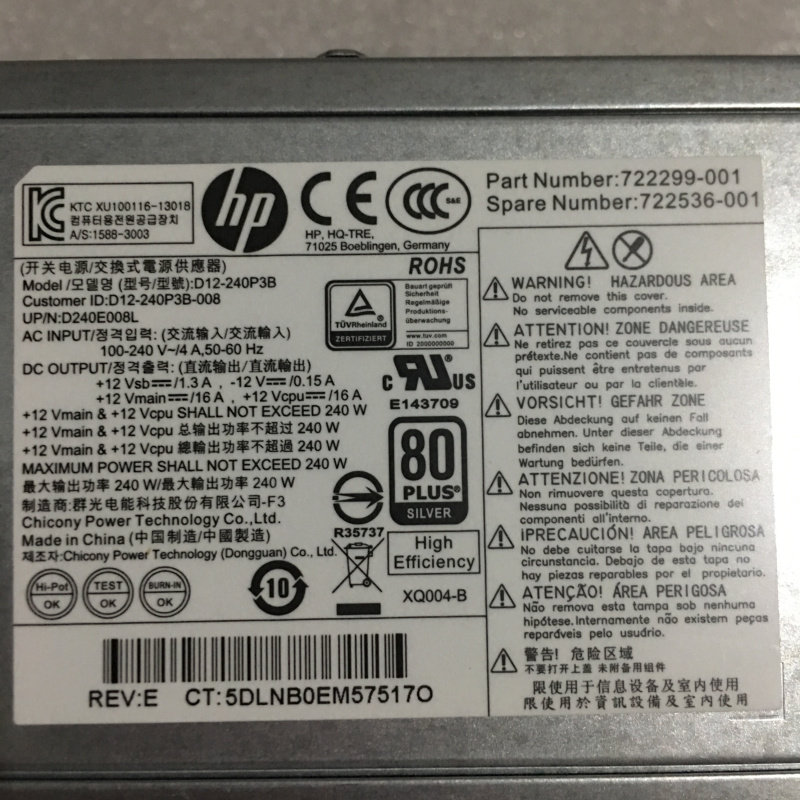 KTC XU100116-13018
컴퓨터용전원공급장치
A/S:1588-3003
hp
CE
HP, HQ-TRE,
71025 Boeblingen, Germany
CCC S&E
Part Number:722299-001
Spare Number:722536-001
(开关电源/交換式電源供應器)
Model /모델명 (型号/型號):D12-240P3B
Customer ID:D12-240P3B-008
UP/N:D240E008L
AC INPUT/정격입력: (交流输入/交流輸入)
100-240 V~/4 A,50-60 Hz
DC OUTPUT/정격출력: (直流输出/直流輸出)
+12 Vsb⎓/1.3 A , -12 V⎓/0.15 A
+12 Vmain⎓/16 A , +12 Vcpu⎓/16 A
+12 Vmain & +12 Vcpu SHALL NOT EXCEED 240 W
+12 Vmain & +12 Vcpu 总输出功率不超过 240 W
+12 Vmain & +12 Vcpu 總輸出功率不超過 240 W
MAXIMUM POWER SHALL NOT EXCEED 240 W
最大输出功率 240 W/最大輸出功率 240 W
制造商: 群光电能科技股份有限公司-F3
Chicony Power Technology Co.,Ltd.
Made in China (中国制造/中國製造)
제조자:Chicony Power Technology (Dongguan) Co., Ltd.
ROHS
TÜVRheinland
ZERTIFIZIERT
Bauart geprüft
Sicherheit
Regelmäßige
Produktions-
überwachung
www.tuv.com
ID 2000000000
c RU US
E143709
80
PLUS®
SILVER
R35737
High
Efficiency
XQ004-B
Hi-Pot
OK
TEST
OK
BURN-IN
OK
10
REV:E CT:5DLNB0EM57517O
WARNING! HAZARDOUS AREA
Do not remove this cover.
No serviceable components inside.
ATTENTION! ZONE DANGEREUSE
Ne retirez pas ce couvercle sous aucun
prétexte.Ne contient pas de composants
qui puissent être entretenus par
l'utilisateur ou par la clientèle.
VORSICHT! GEFAHR ZONE
Diese Abdeckung auf keinen Fall
abnehmen. Unter dieser Abdeckung
befinden sich keine Teile, die einer
Wartung bedürfen.
ATTENZIONE! ZONA PERICOLOSA
Non rimuovere questa copertura.
Nessuna possibilità di riparazione dei
componenti all'interno.
¡PRECAUCIÓN! AREA PELIGROSA
No debe cuitarse la tapa bajo ninguna
circunstancia. Debajo de esta tapa no
hay piezas reparables por el propietario.
ATENÇÃO! ÁREA PERIGOSA
Não remova esta tampa sob nenhuma
hipótese.Internamente não existem peças
repardveis pelo usudrio.
警告! 危险区域
不要打开上盖 未附备用组件
限使用于信息设备及室内使用
限使用於資訊設備及室內使用